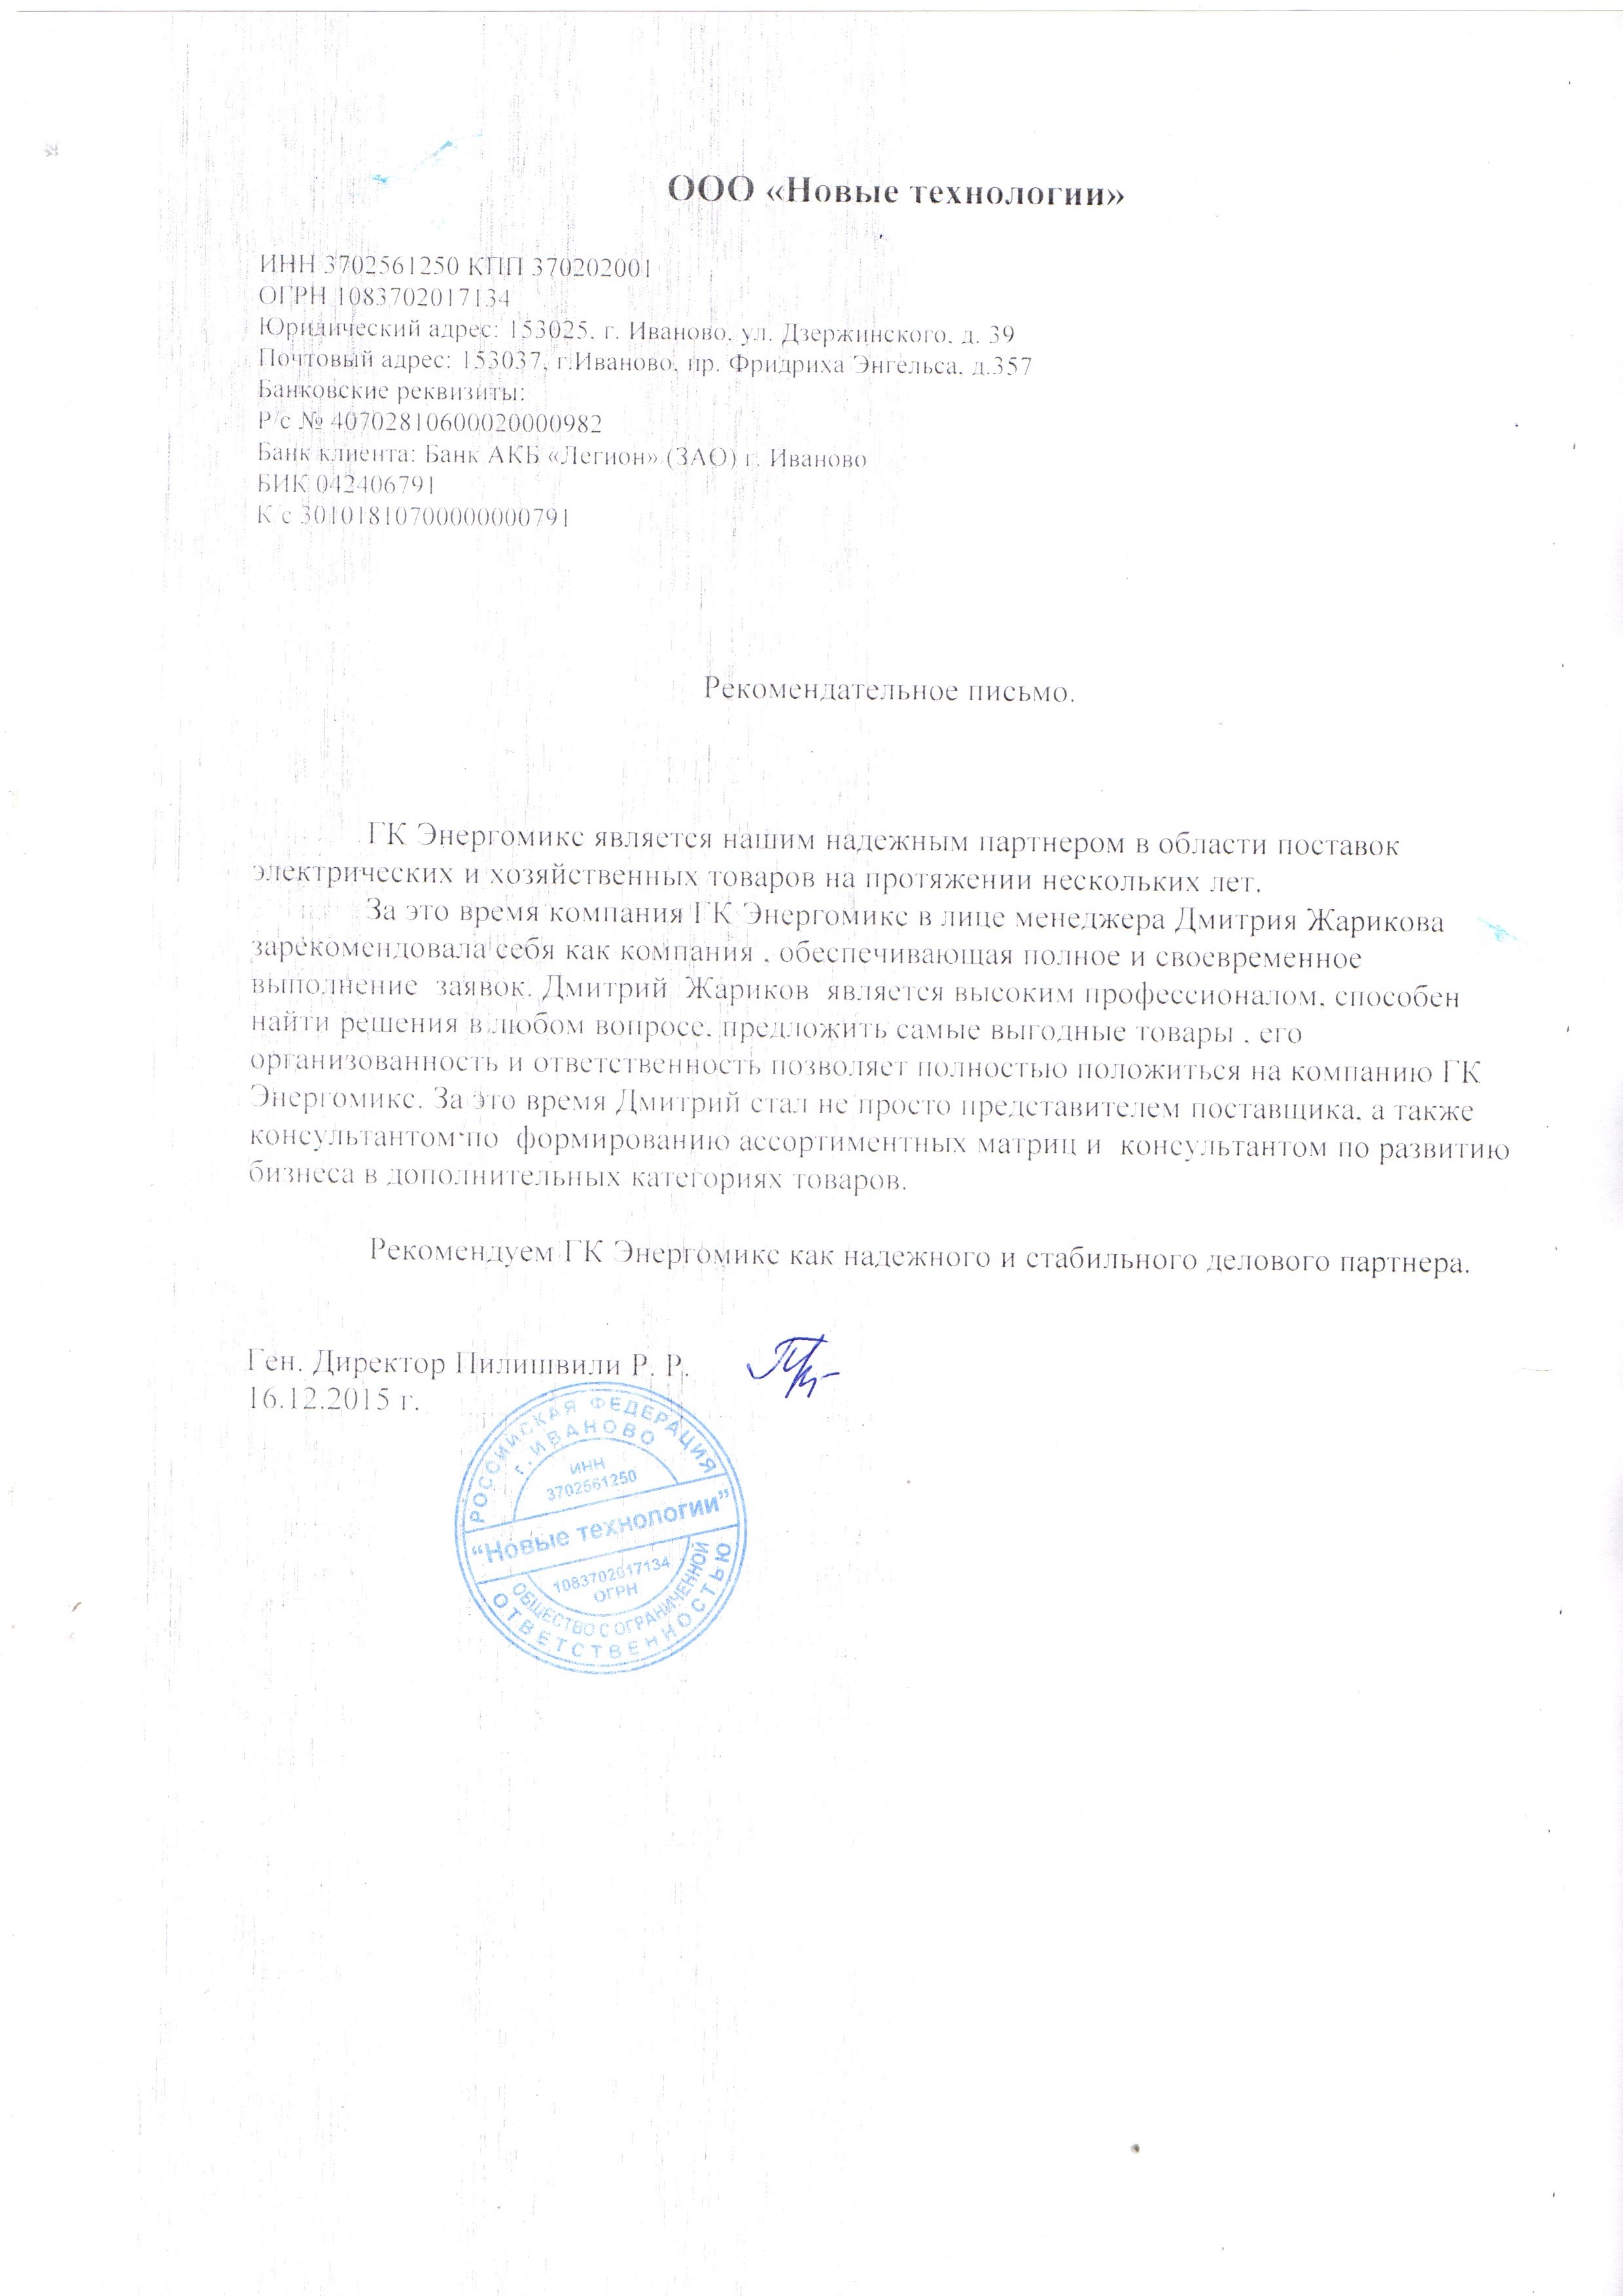 ООО «Новые технологии»
ИНН 3702561250 КПП 370202001
ОГРН 1083702017134
Юридический адрес: 153025, г. Иваново, ул. Дзержинского, д. 39
Почтовый адрес: 153037, г.Иваново, пр. Фридриха Энгельса, д.357
Банковские реквизиты:
Р/с № 40702810600020000982
Банк клиента: Банк АКБ «Легион» (ЗАО) г. Иваново
БИК 042406791
К/с 30101810700000000791
Рекомендательное письмо.
ГК Энергомикс является нашим надежным партнером в области поставок
электрических и хозяйственных товаров на протяжении нескольких лет.
За это время компания ГК Энергомикс в лице менеджера Дмитрия Жарикова
зарекомендовала себя как компания , обеспечивающая полное и своевременное
выполнение заявок. Дмитрий Жариков является высоким профессионалом, способен
найти решения в любом вопросе, предложить самые выгодные товары , его
организованность и ответственность позволяет полностью положиться на компанию ГК
Энергомикс. За это время Дмитрий стал не просто представителем поставщика, а также
консультантом по формированию ассортиментных матриц и консультантом по развитию
бизнеса в дополнительных категориях товаров.
Рекомендуем ГК Энергомикс как надежного и стабильного делового партнера.
Ген. Директор Пилишвили Р. Р.
16.12.2015 г.
РОССИЙСКАЯ ФЕДЕРАЦИЯ
г. ИВАНОВО
ИНН
3702561250
“Новые технологии”
1083702017134
ОГРН
ОБЩЕСТВО С ОГРАНИЧЕННОЙ
ОТВЕТСТВЕННОСТЬЮ